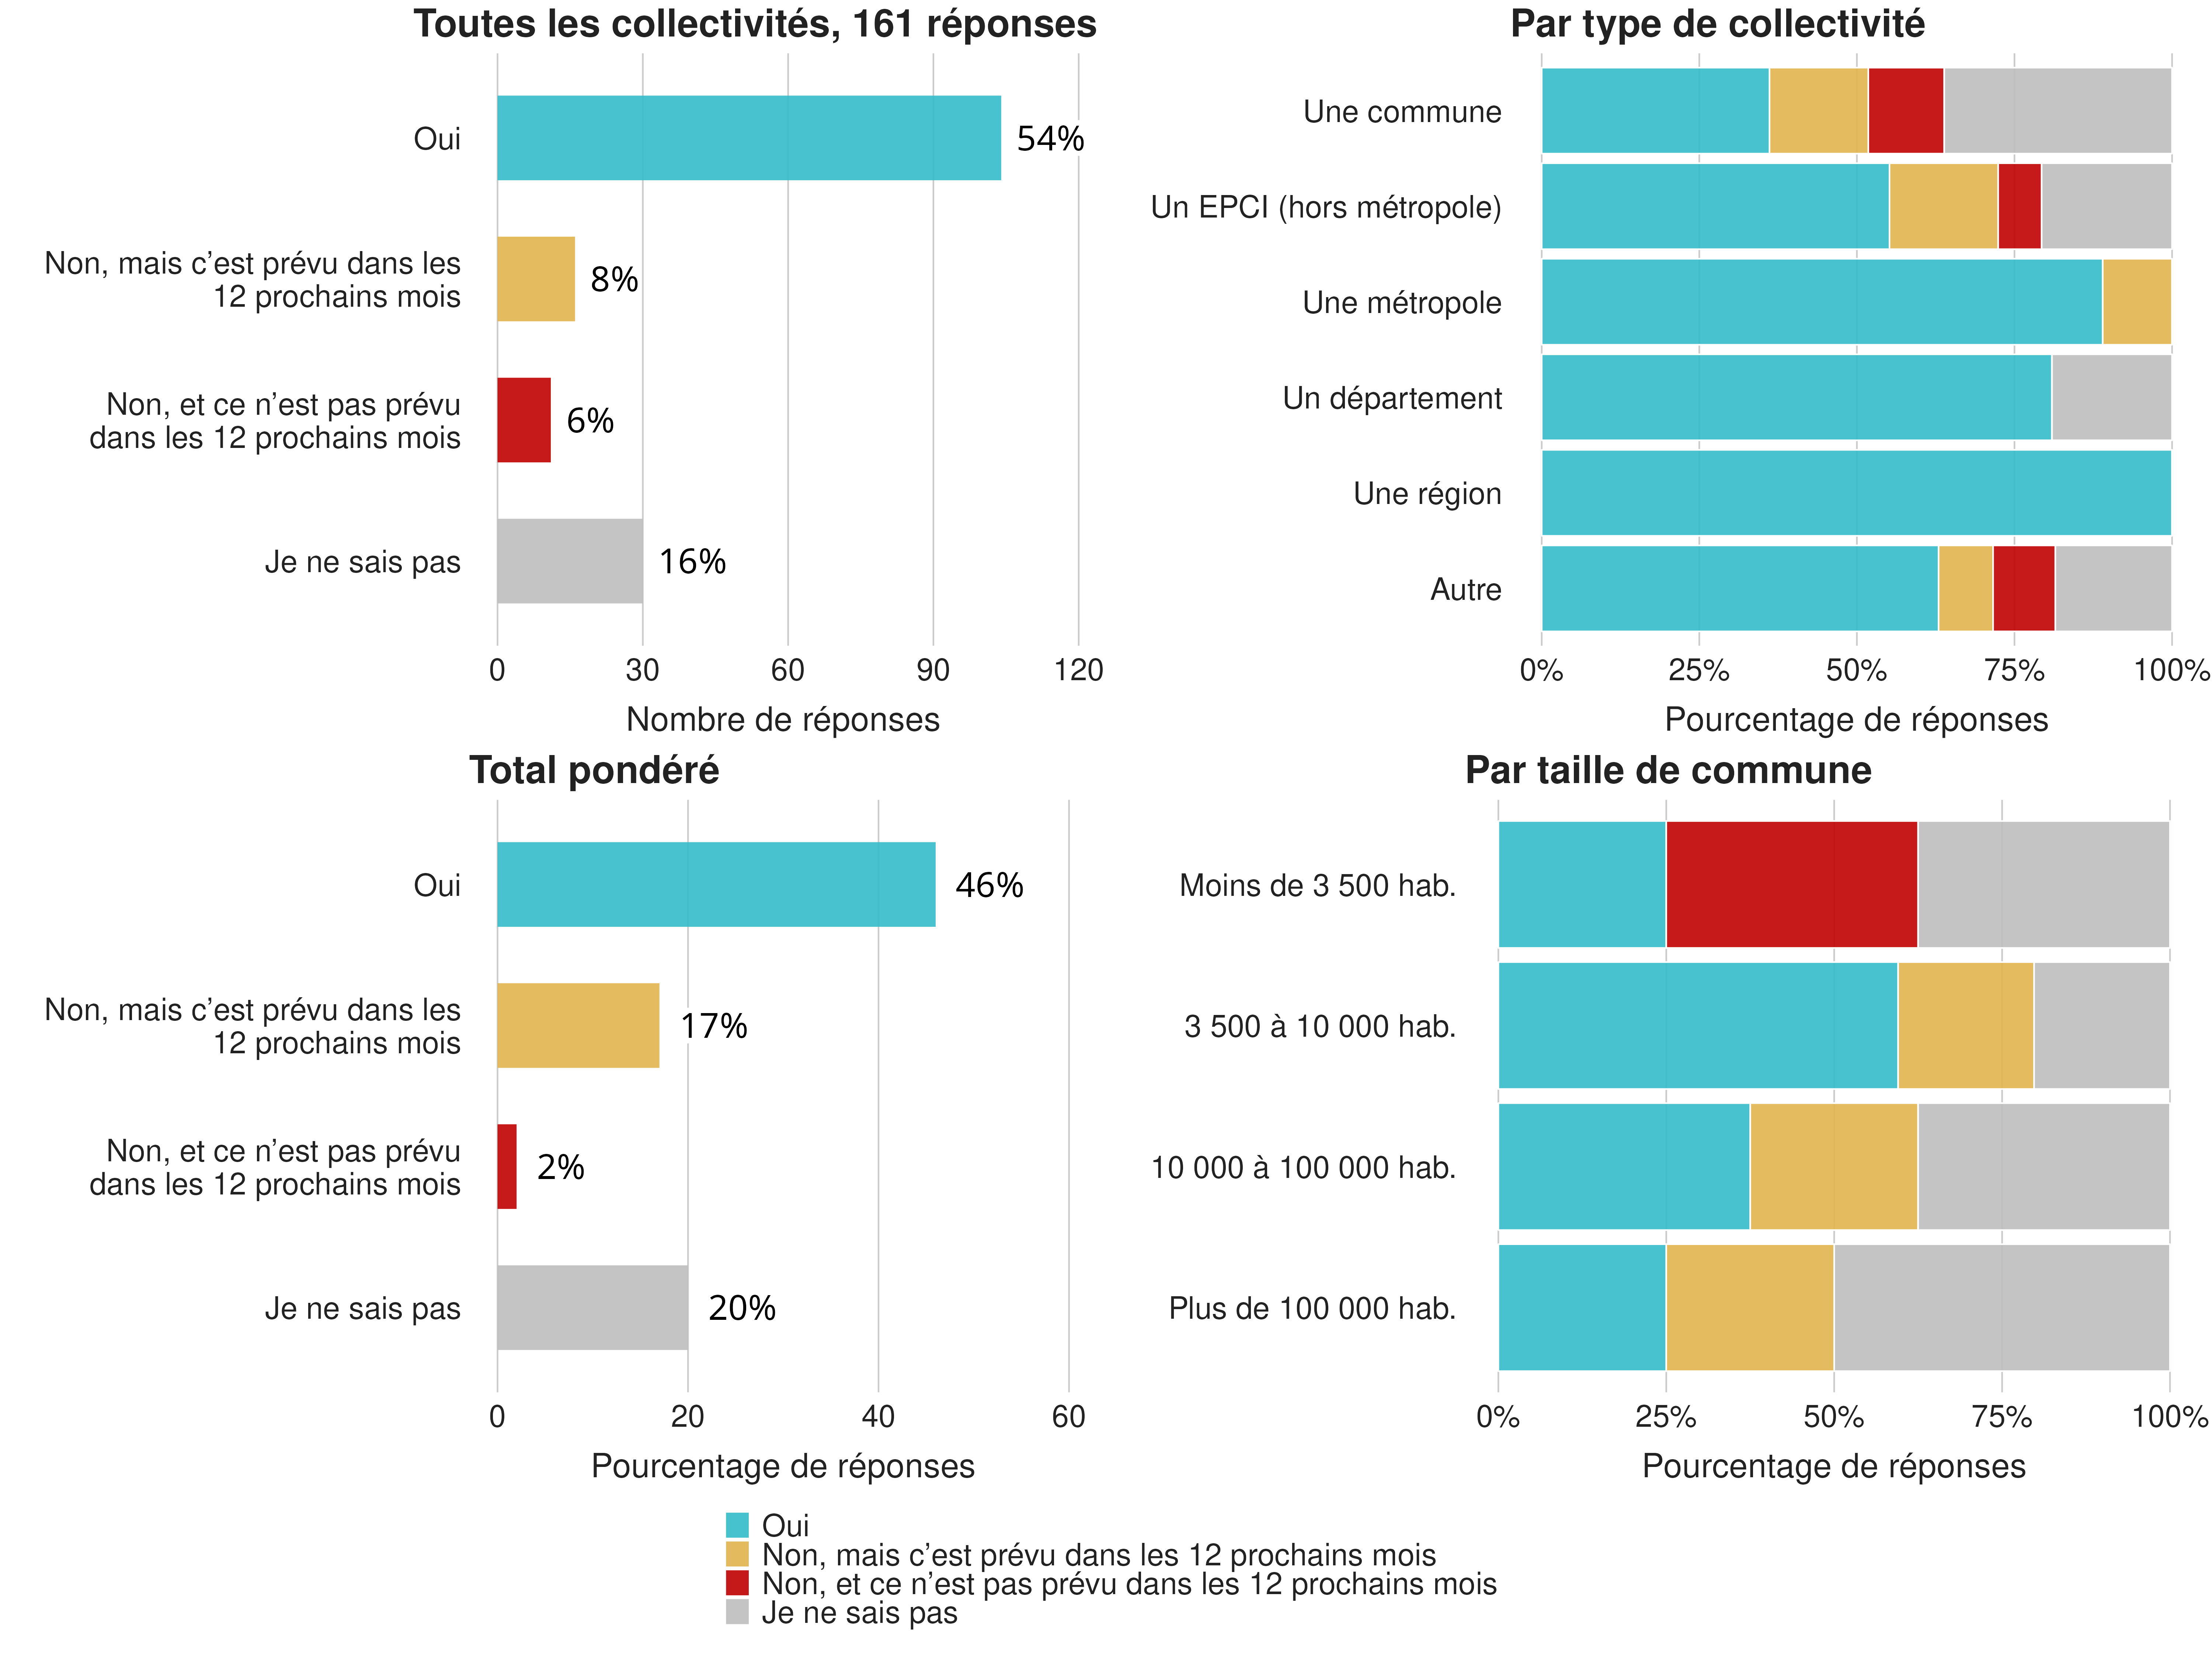 Toutes les collectivités, 161 réponses
Oui
54%
Non, mais c’est prévu dans les
12 prochains mois
8%
Non, et ce n’est pas prévu
dans les 12 prochains mois
6%
Je ne sais pas
16%
0 30 60 90 120
Nombre de réponses
Par type de collectivité
Une commune
Un EPCI (hors métropole)
Une métropole
Un département
Une région
Autre
0% 25% 50% 75% 100%
Pourcentage de réponses
Total pondéré
Oui
46%
Non, mais c’est prévu dans les
12 prochains mois
17%
Non, et ce n’est pas prévu
dans les 12 prochains mois
2%
Je ne sais pas
20%
0 20 40 60
Pourcentage de réponses
Par taille de commune
Moins de 3 500 hab.
3 500 à 10 000 hab.
10 000 à 100 000 hab.
Plus de 100 000 hab.
0% 25% 50% 75% 100%
Pourcentage de réponses
Oui
Non, mais c’est prévu dans les 12 prochains mois
Non, et ce n’est pas prévu dans les 12 prochains mois
Je ne sais pas